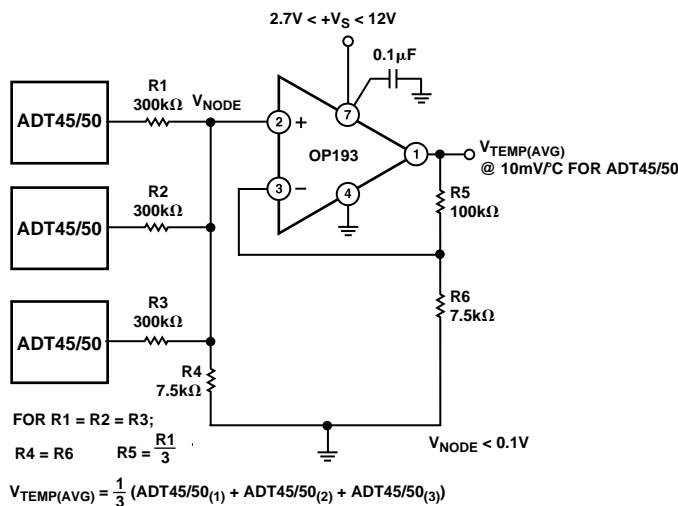 2.7V < +VS < 12V
0.1µF
R1
300kΩ
VNODE
ADT45/50
2
+
7
OP193
1
VTEMP(AVG)
@ 10mV/°C FOR ADT45/50
3
−
4
R2
300kΩ
ADT45/50
R5
100kΩ
R3
300kΩ
ADT45/50
R6
7.5kΩ
R4
7.5kΩ
FOR R1 = R2 = R3;
R4 = R6 R5 = R1/3
VNODE < 0.1V
VTEMP(AVG) = 1/3 (ADT45/50(1) + ADT45/50(2) + ADT45/50(3))